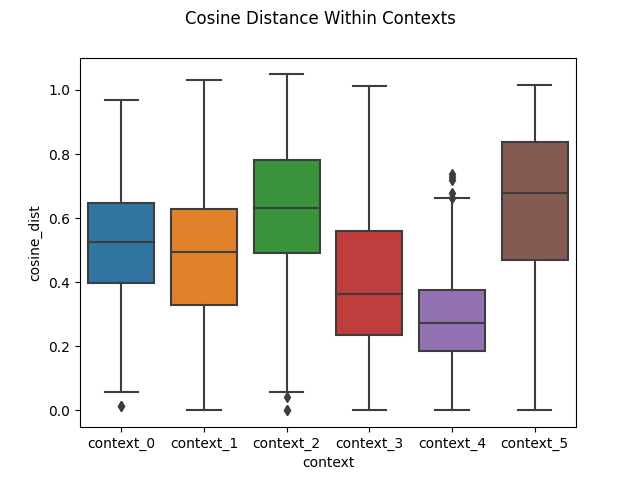 Cosine Distance Within Contexts
cosine_dist
1.0
0.8
0.6
0.4
0.2
0.0
context_0 context_1 context_2 context_3 context_4 context_5
context